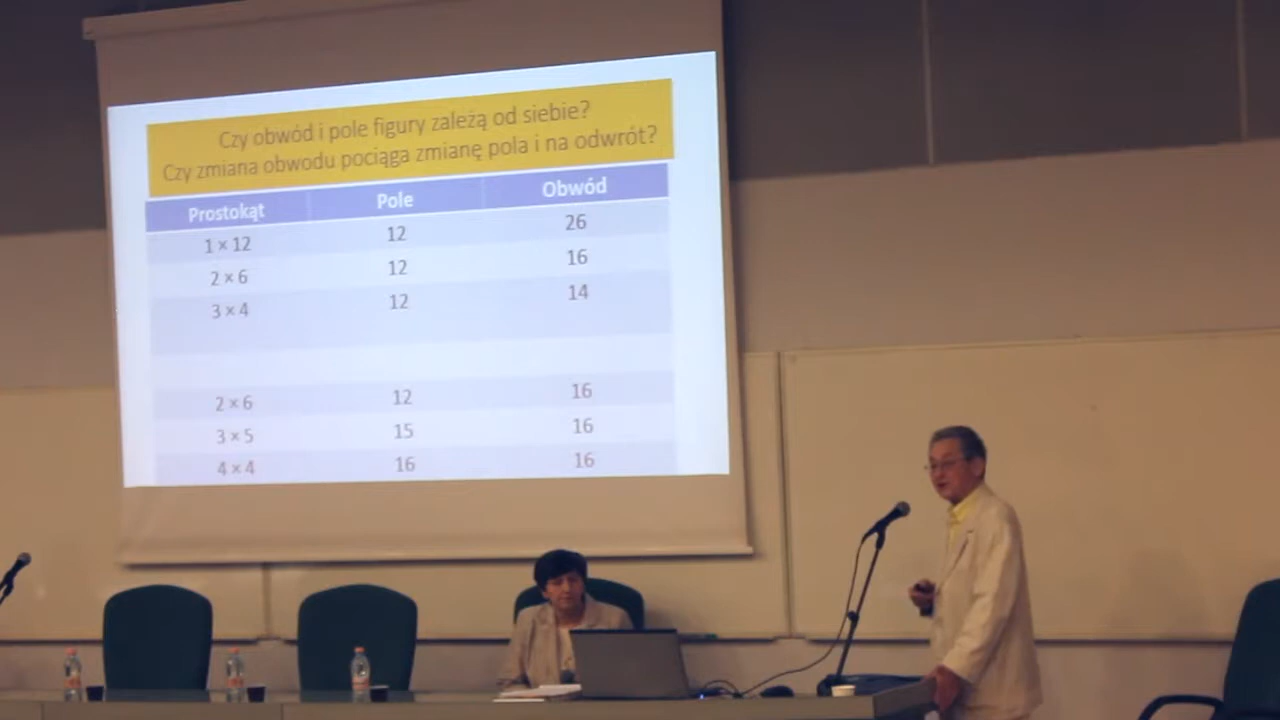 Czy obwód i pole figury zależą od siebie?
Czy zmiana obwodu pociąga zmianę pola i na odwrót?
Prostokąt Pole Obwód
1 × 12 12 26
2 × 6 12 16
3 × 4 12 14
2 × 6 12 16
3 × 5 15 16
4 × 4 16 16